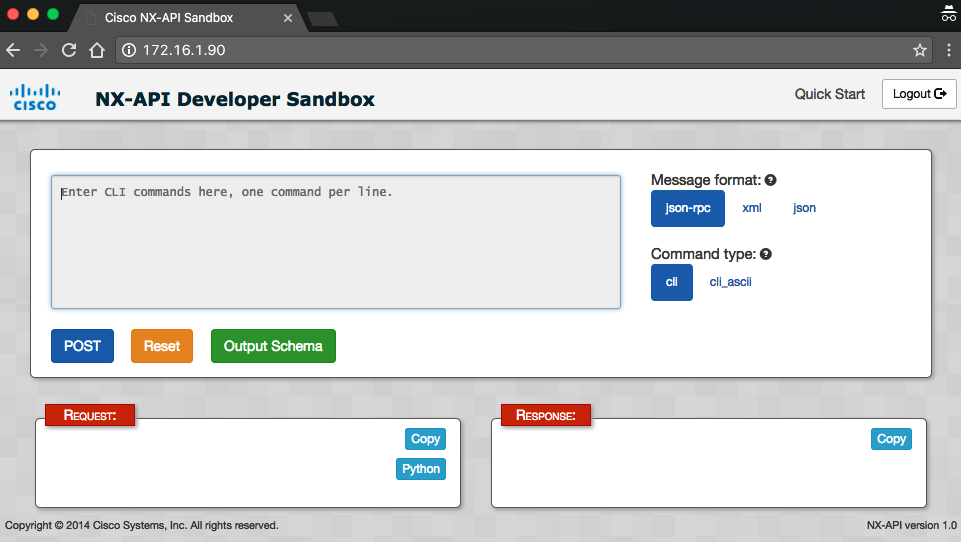 Cisco NX-API Sandbox
172.16.1.90
CISCO
NX-API Developer Sandbox
Quick Start
Logout
Enter CLI commands here, one command per line.
Message format:
json-rpc xml json
Command type:
cli cli_ascii
POST Reset Output Schema
REQUEST:
Copy
Python
RESPONSE:
Copy
Copyright © 2014 Cisco Systems, Inc. All rights reserved.
NX-API version 1.0